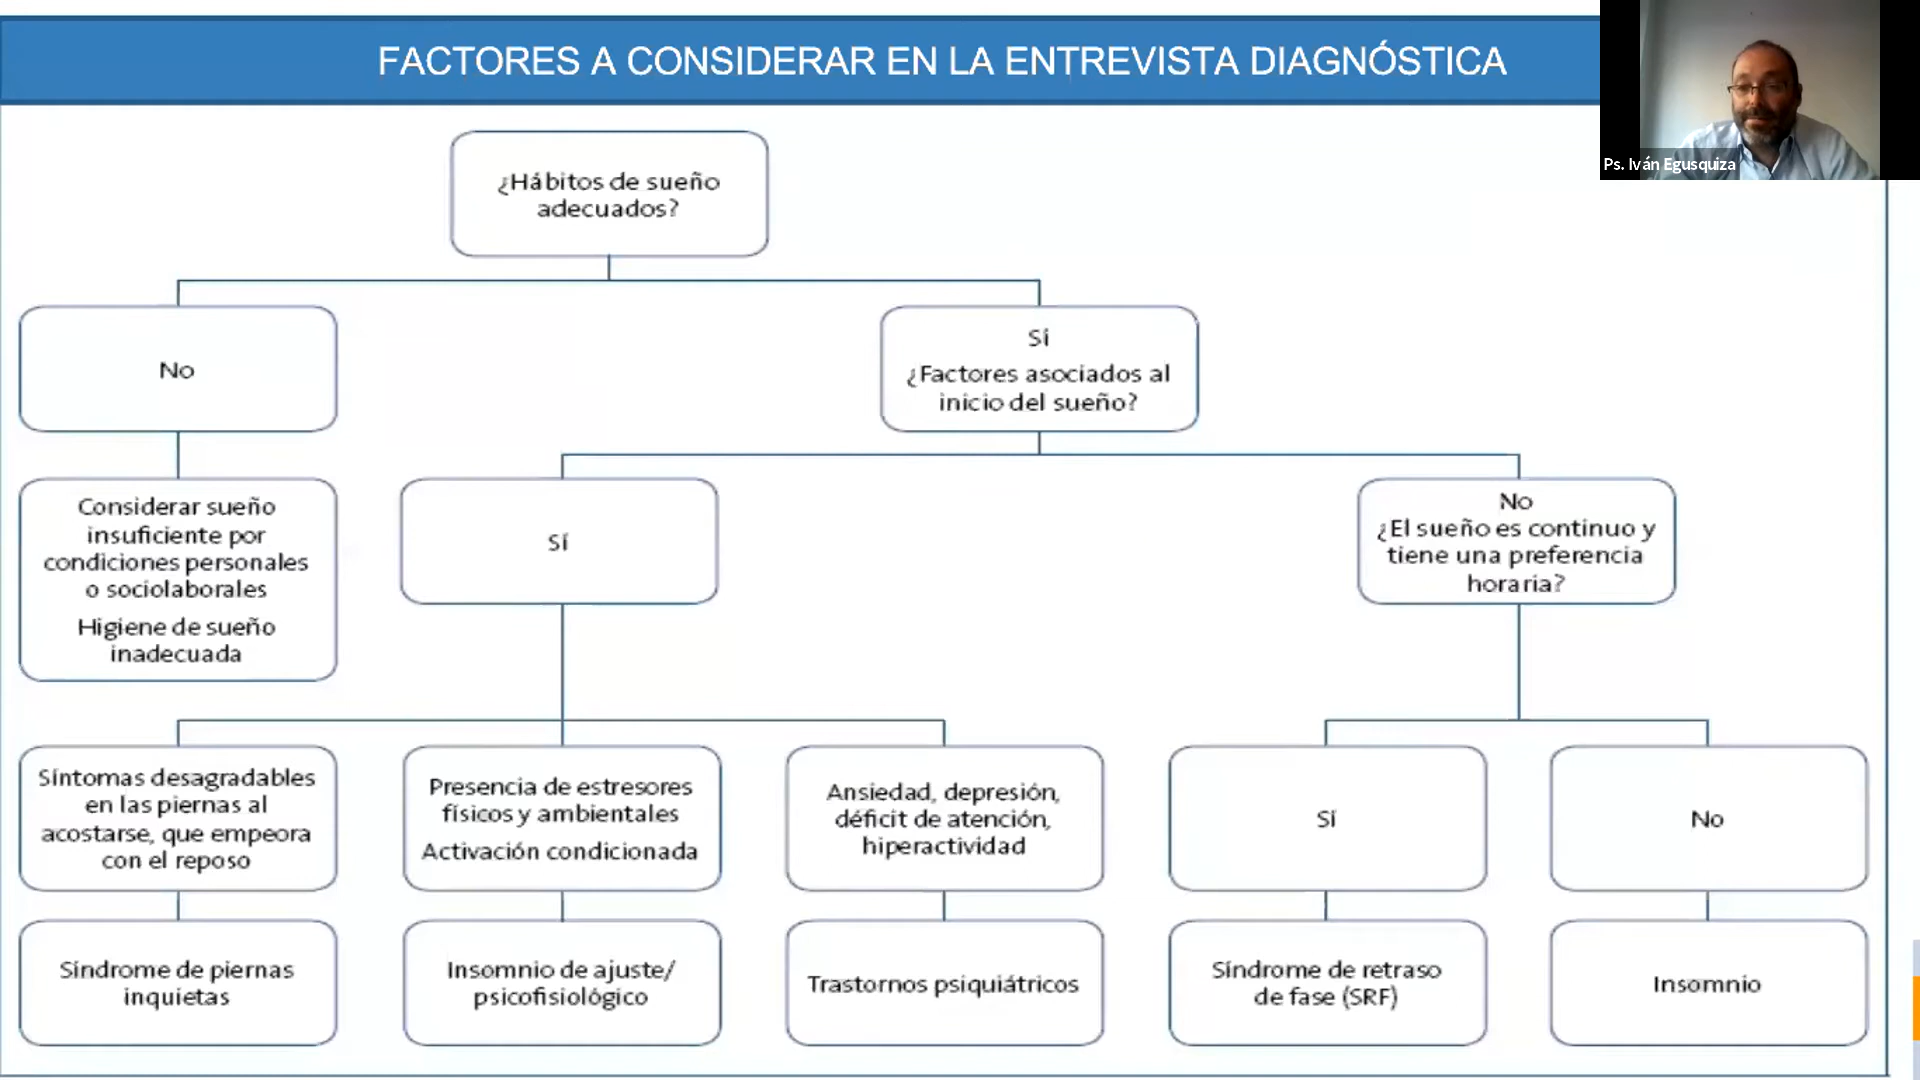 FACTORES A CONSIDERAR EN LA ENTREVISTA DIAGNÓSTICA
Ps. Iván Egusquiza
¿Hábitos de sueño
adecuados?
No
Sí
¿Factores asociados al
inicio del sueño?
Considerar sueño
insuficiente por
condiciones personales
o sociolaborales
Higiene de sueño
inadecuada
Sí
No
¿El sueño es continuo y
tiene una preferencia
horaria?
Síntomas desagradables
en las piernas al
acostarse, que empeora
con el reposo
Presencia de estresores
físicos y ambientales
Activación condicionada
Ansiedad, depresión,
déficit de atención,
hiperactividad
Sí
No
Síndrome de piernas
inquietas
Insomnio de ajuste/
psicofisiológico
Trastornos psiquiátricos
Síndrome de retraso
de fase (SRF)
Insomnio